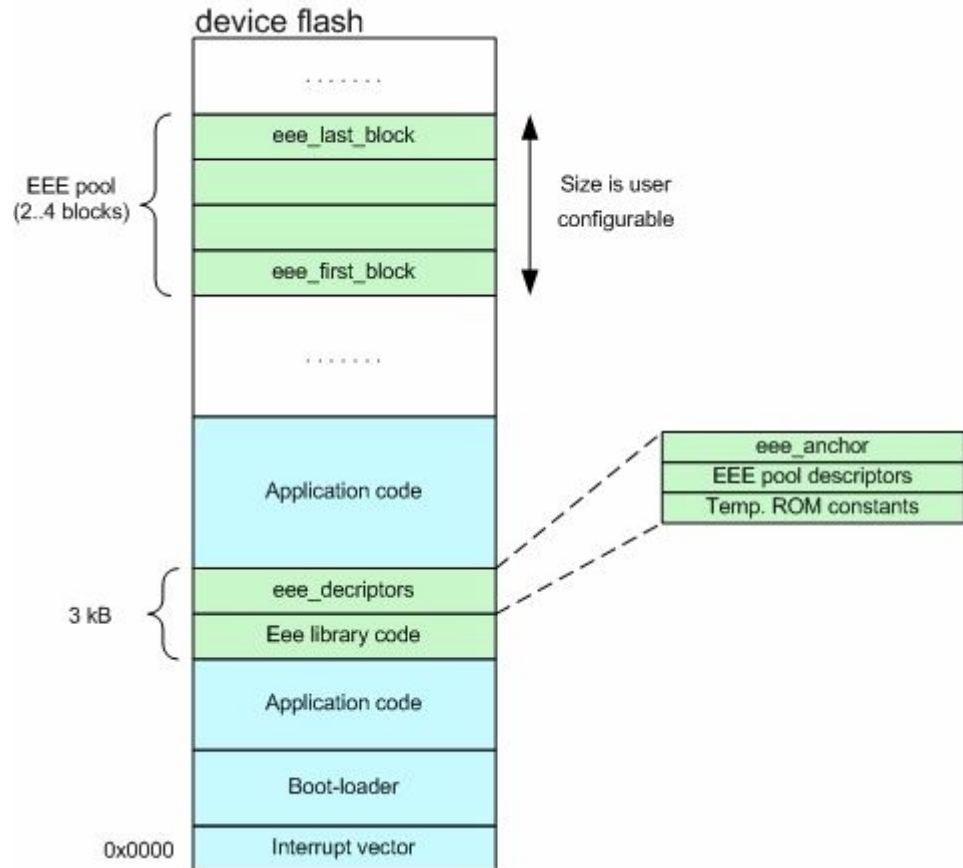 device flash
. . . . . . .
eee_last_block
EEE pool
(2..4 blocks)
Size is user
configurable
eee_first_block
. . . . . . .
Application code
eee_anchor
EEE pool descriptors
Temp. ROM constants
eee_decriptors
3 kB
Eee library code
Application code
Boot-loader
0x0000
Interrupt vector